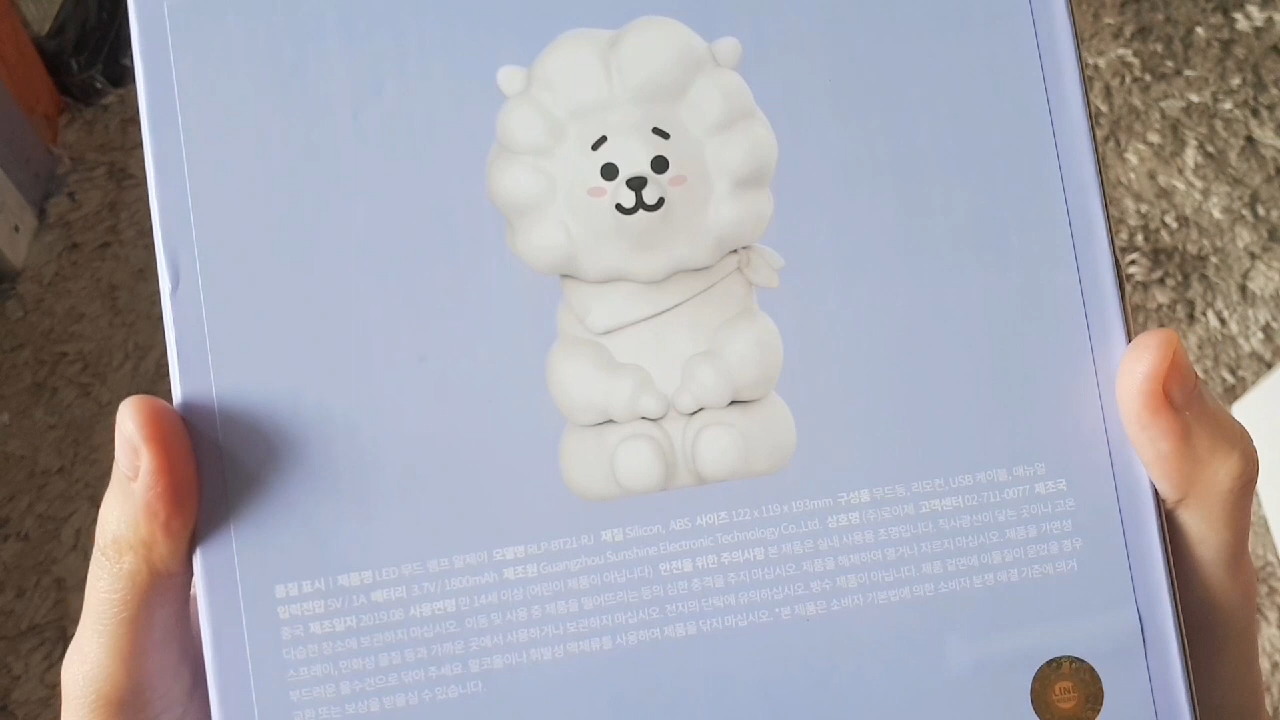 품질 표시 | 제품명 LED 무드 램프 알제이 모델명 RLP-BT21-RJ 재질 Silicon, ABS 사이즈 122 x 119 x 193mm 구성품 무드등, 리모컨, USB 케이블, 매뉴얼
입력전압 5V / 1A 배터리 3.7V / 1800mAh 제조원 Guangzhou Sunshine Electronic Technology Co.,Ltd. 상호명 (주)로이체 고객센터 02-711-0077 제조국
중국 제조일자 2019.08 사용연령 만 14세 이상 (어린이 제품이 아닙니다) 안전을 위한 주의사항 본 제품은 실내 사용용 조명입니다. 직사광선이 닿는 곳이나 고온
다습한 장소에 보관하지 마십시오. 이동 및 사용 중 제품을 떨어뜨리는 등의 심한 충격을 주지 마십시오. 제품을 해체하여 열거나 자르지 마십시오. 제품을 가연성
스프레이, 인화성 물질 등과 가까운 곳에서 사용하거나 보관하지 마십시오. 전지의 단락에 유의하십시오. 방수 제품이 아닙니다. 제품 겉면에 이물질이 묻었을 경우
부드러운 물수건으로 닦아 주세요. 알코올이나 휘발성 액체류를 사용하여 제품을 닦지 마십시오. *본 제품은 소비자 기본법에 의한 소비자 분쟁 해결 기준에 의거
교환 또는 보상을 받으실 수 있습니다.
LINE